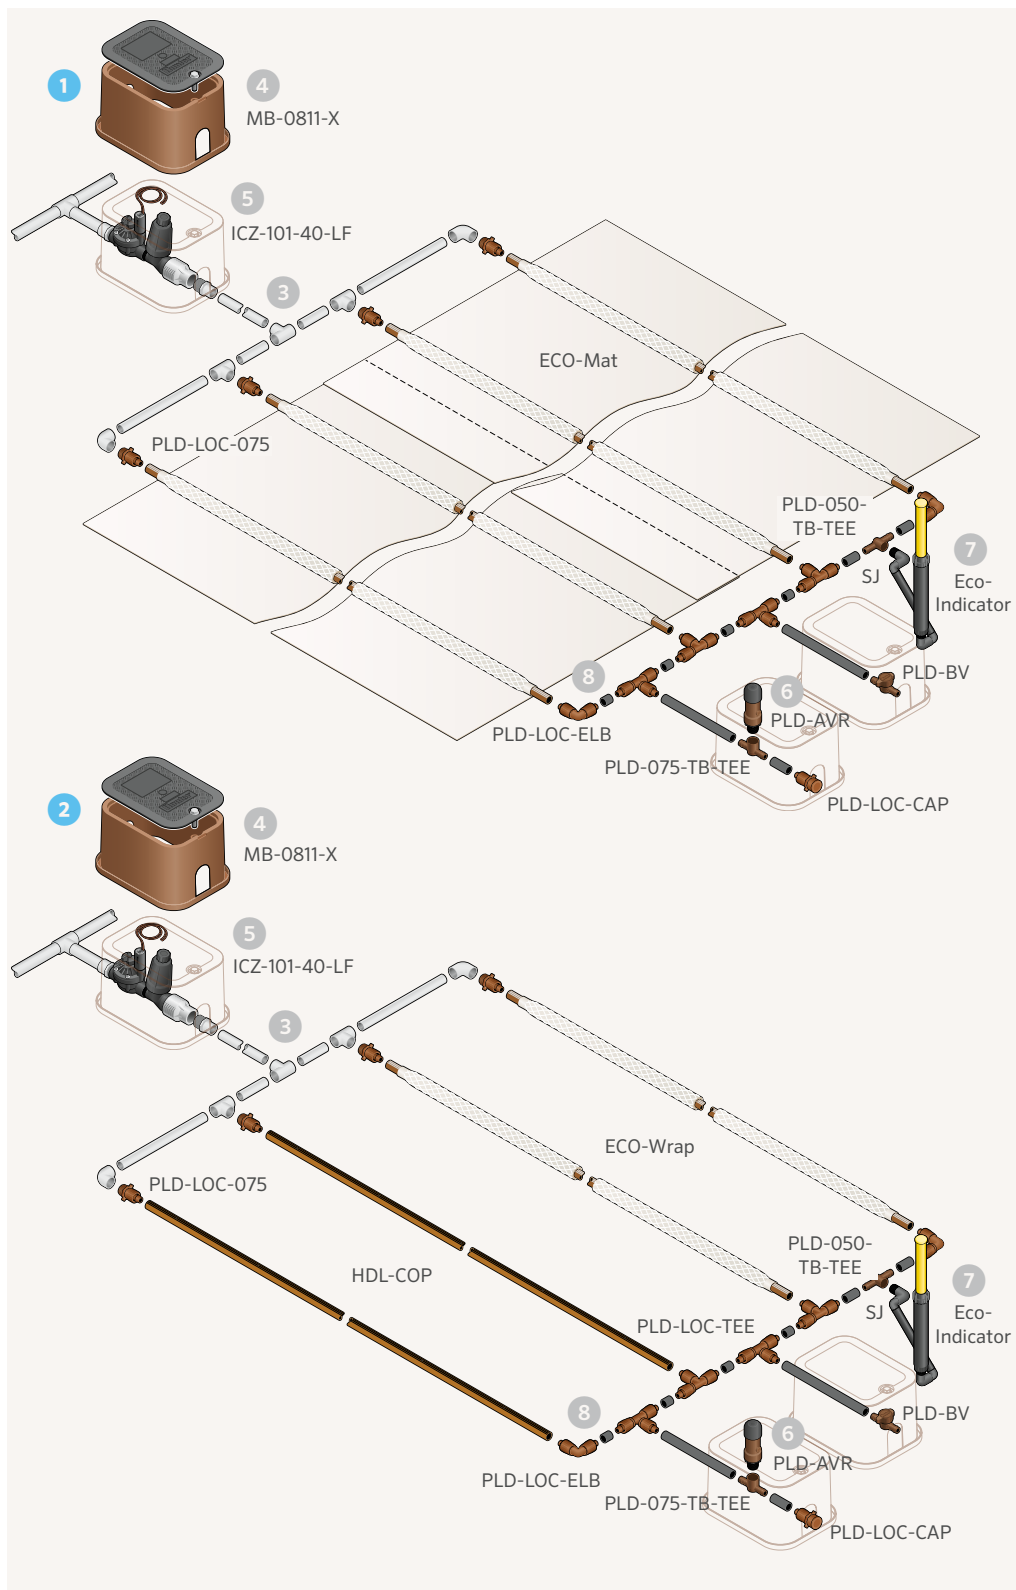 1
4
MB-0811-X
5
ICZ-101-40-LF
3
ECO-Mat
PLD-LOC-075
PLD-050-
TB-TEE
7
SJ
Eco-
Indicator
PLD-BV
8
6
PLD-AVR
PLD-LOC-ELB
PLD-075-TB-TEE
PLD-LOC-CAP
2
4
MB-0811-X
5
ICZ-101-40-LF
3
ECO-Wrap
PLD-LOC-075
PLD-050-
TB-TEE
7
HDL-COP
SJ
Eco-
Indicator
PLD-LOC-TEE
8
PLD-BV
6
PLD-AVR
PLD-LOC-ELB
PLD-075-TB-TEE
PLD-LOC-CAP